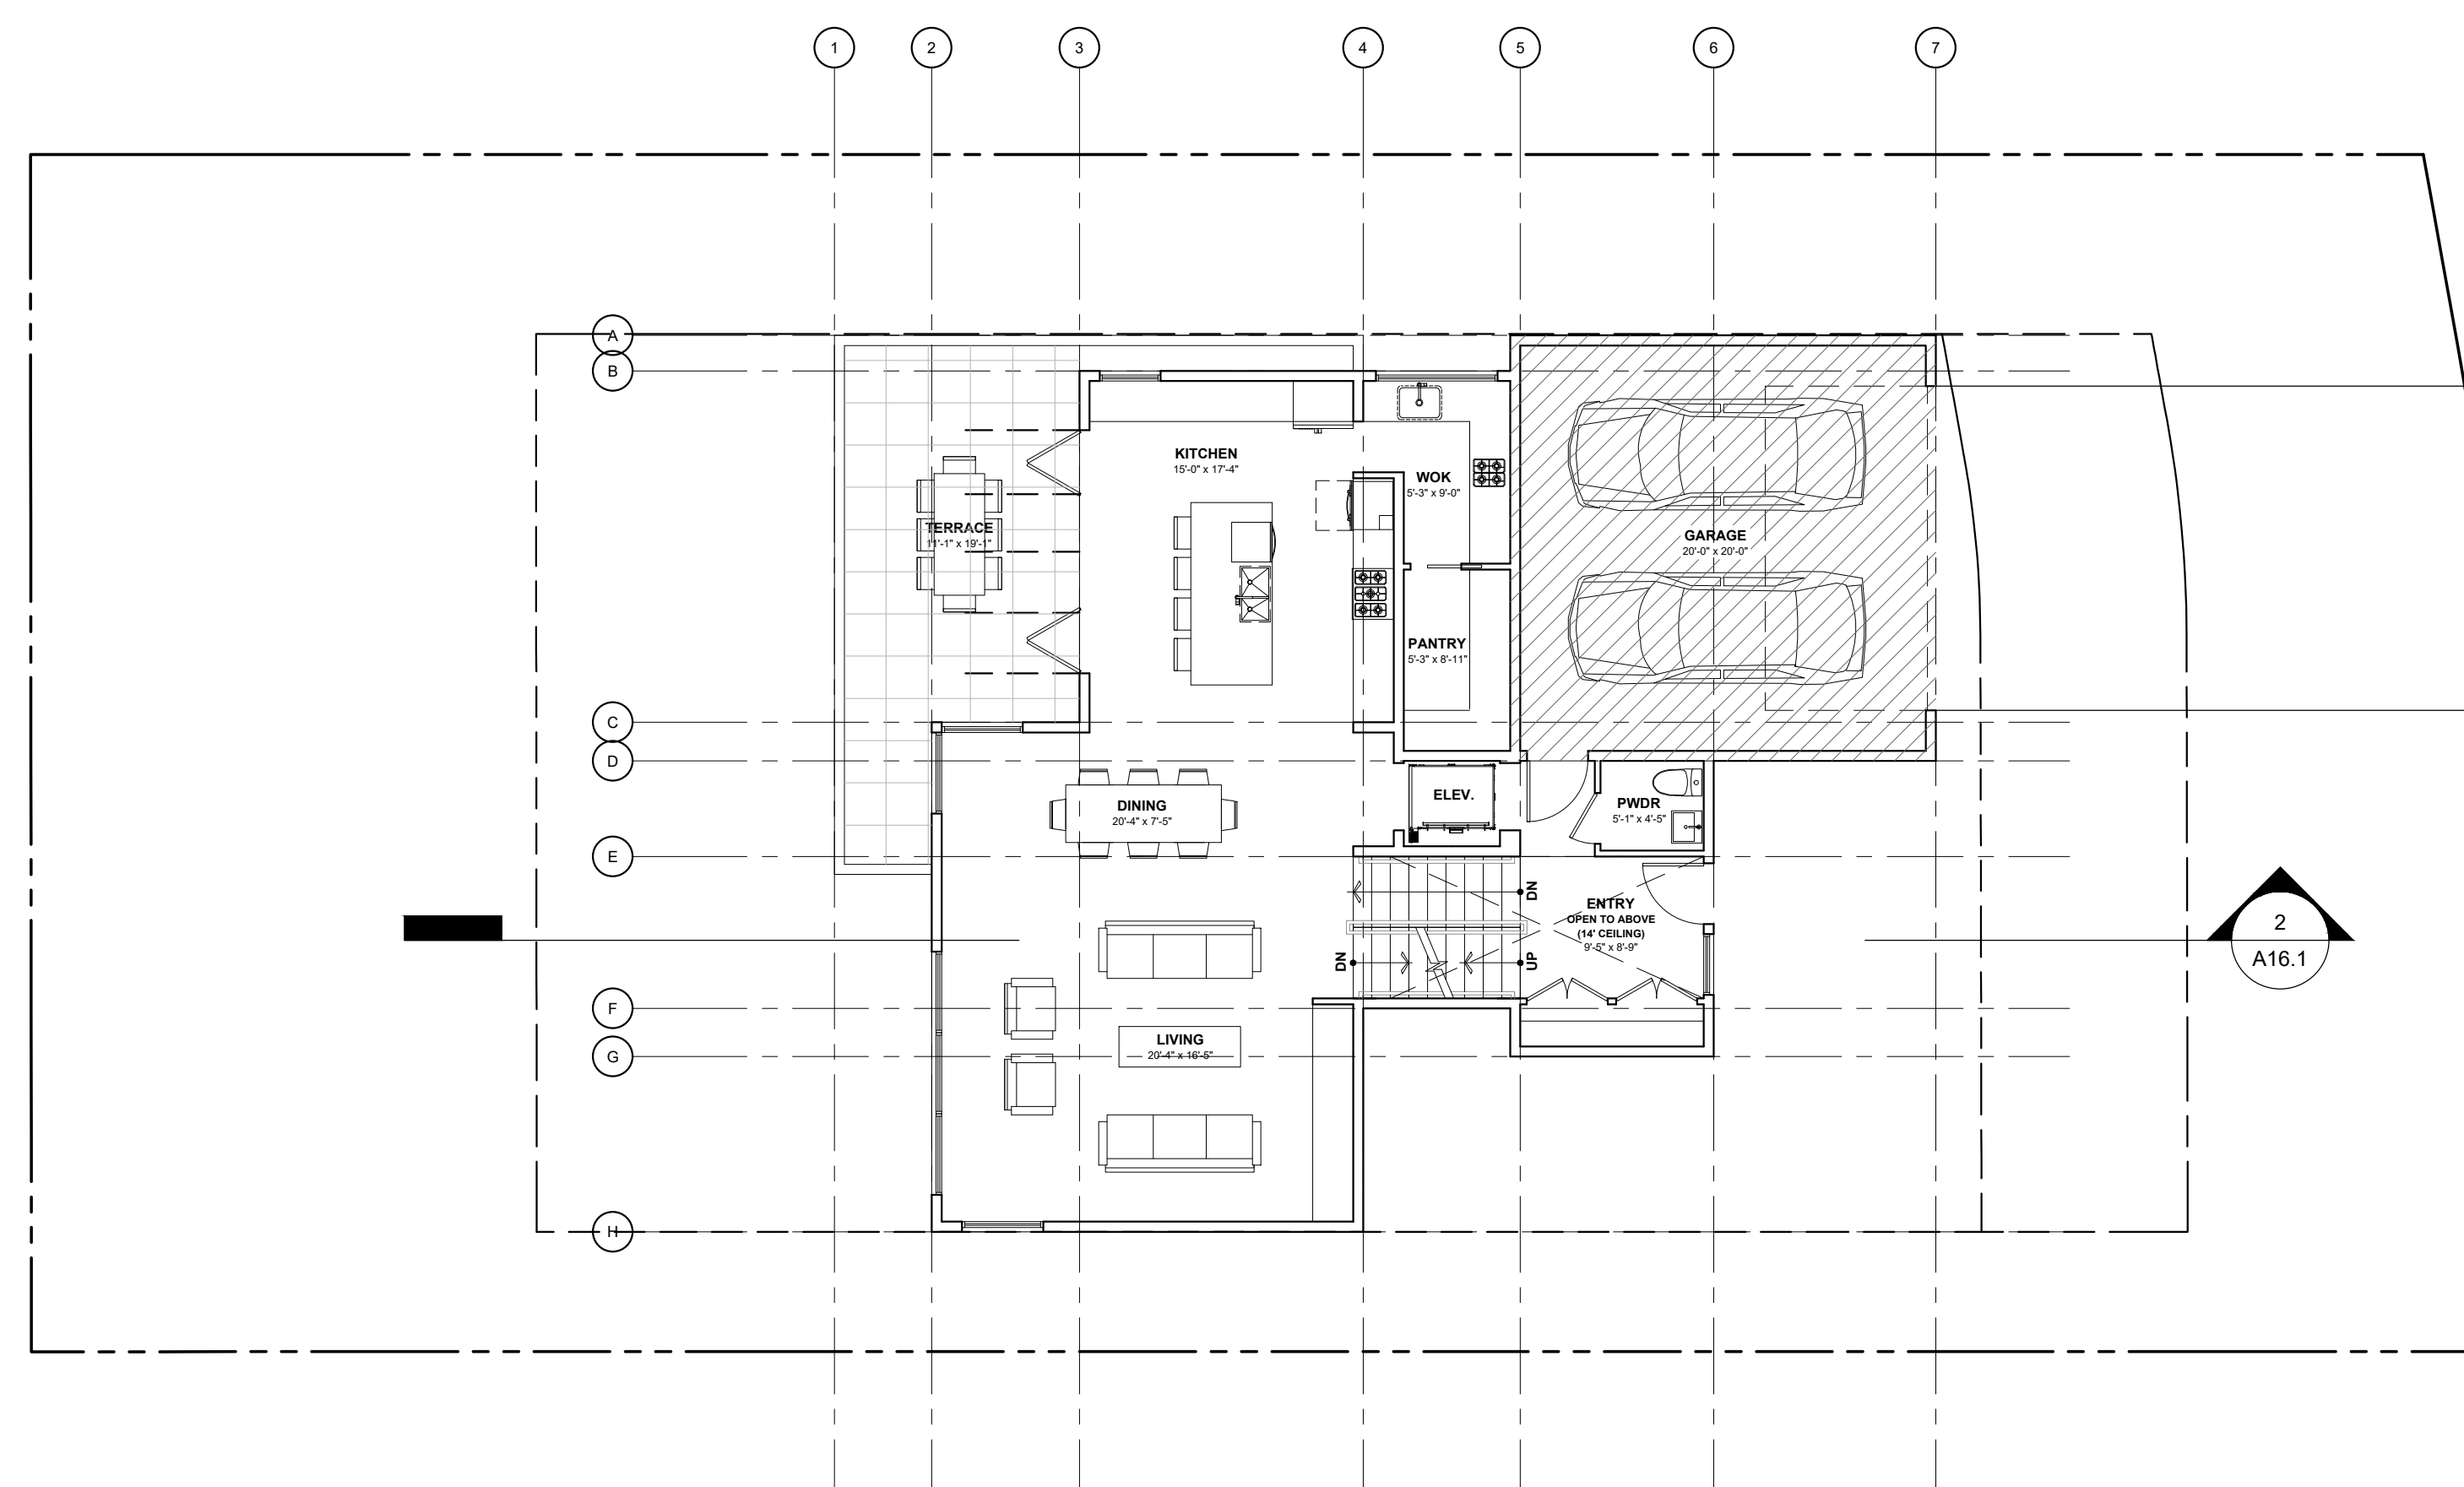 1
2
3
4
5
6
7
A
B
KITCHEN
15'-0" x 17'-4"
WOK
5'-3" x 9'-0"
TERRACE
11'-1" x 19'-1"
GARAGE
20'-0" x 20'-0"
PANTRY
5'-3" x 8'-11"
C
D
ELEV.
DINING
20'-4" x 7'-5"
PWDR
5'-1" x 4'-5"
E
DN
ENTRY
OPEN TO ABOVE
(14' CEILING)
9'-5" x 8'-9"
DN
UP
2
A16.1
F
LIVING
20'-4" x 16'-5"
G
H